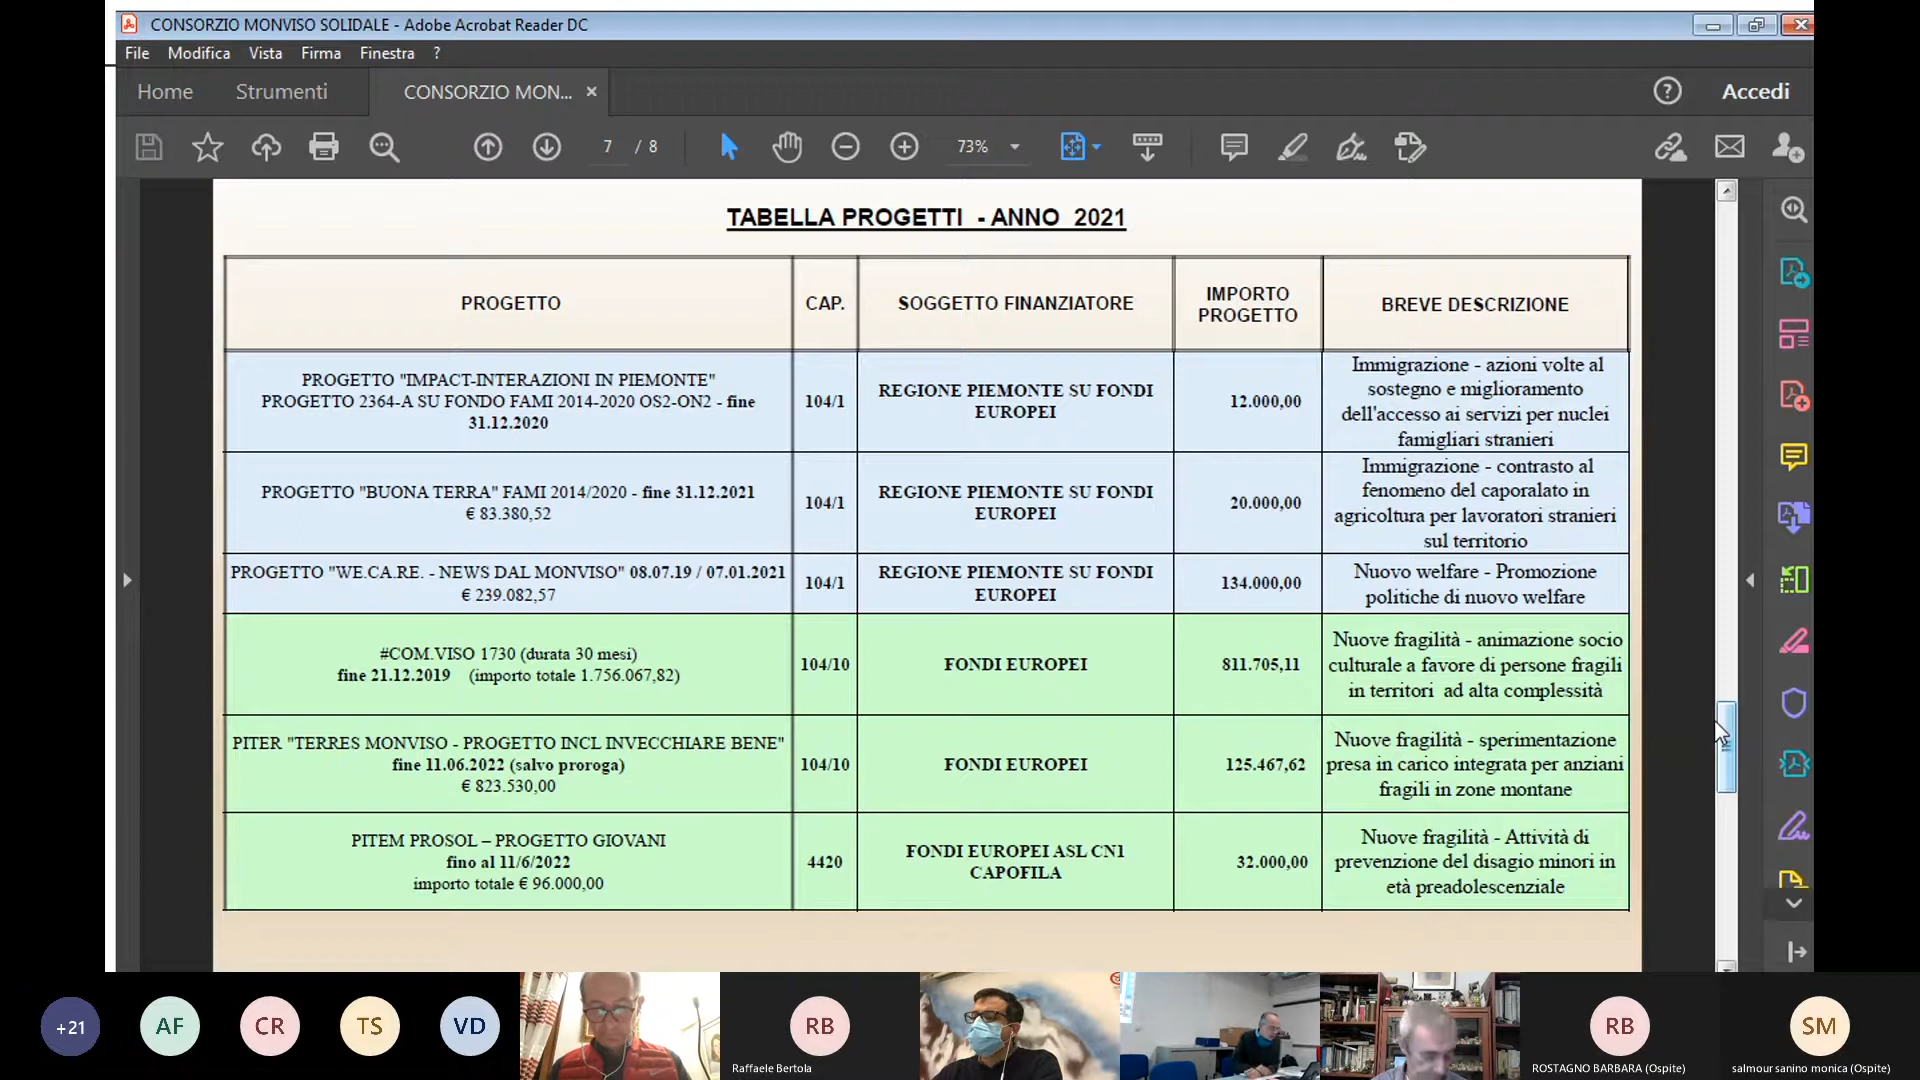 CONSORZIO MONVISO SOLIDALE - Adobe Acrobat Reader DC
File Modifica Vista Firma Finestra ?
Home Strumenti CONSORZIO MON... × ? Accedi
7 / 8 73%
TABELLA PROGETTI - ANNO 2021
PROGETTO CAP. SOGGETTO FINANZIATORE IMPORTO PROGETTO BREVE DESCRIZIONE
PROGETTO "IMPACT-INTERAZIONI IN PIEMONTE"
PROGETTO 2364-A SU FONDO FAMI 2014-2020 OS2-ON2 - fine
31.12.2020
104/1
REGIONE PIEMONTE SU FONDI
EUROPEI
12.000,00
Immigrazione - azioni volte al
sostegno e miglioramento
dell'accesso ai servizi per nuclei
famigliari stranieri
PROGETTO "BUONA TERRA" FAMI 2014/2020 - fine 31.12.2021
€ 83.380,52
104/1
REGIONE PIEMONTE SU FONDI
EUROPEI
20.000,00
Immigrazione - contrasto al
fenomeno del caporalato in
agricoltura per lavoratori stranieri
sul territorio
PROGETTO "WE.CA.RE. - NEWS DAL MONVISO" 08.07.19 / 07.01.2021
€ 239.082,57
104/1
REGIONE PIEMONTE SU FONDI
EUROPEI
134.000,00
Nuovo welfare - Promozione
politiche di nuovo welfare
#COM.VISO 1730 (durata 30 mesi)
fine 21.12.2019 (importo totale 1.756.067,82)
104/10
FONDI EUROPEI
811.705,11
Nuove fragilità - animazione socio
culturale a favore di persone fragili
in territori ad alta complessità
PITER "TERRES MONVISO - PROGETTO INCL INVECCHIARE BENE"
fine 11.06.2022 (salvo proroga)
€ 823.530,00
104/10
FONDI EUROPEI
125.467,62
Nuove fragilità - sperimentazione
presa in carico integrata per anziani
fragili in zone montane
PITEM PROSOL – PROGETTO GIOVANI
fino al 11/6/2022
importo totale € 96.000,00
4420
FONDI EUROPEI ASL CN1
CAPOFILA
32.000,00
Nuove fragilità - Attività di
prevenzione del disagio minori in
età preadolescenziale
+21 AF CR TS VD RB RB SM
Raffaele Bertola ROSTAGNO BARBARA (Ospite) salmour sanino monica (Ospite)